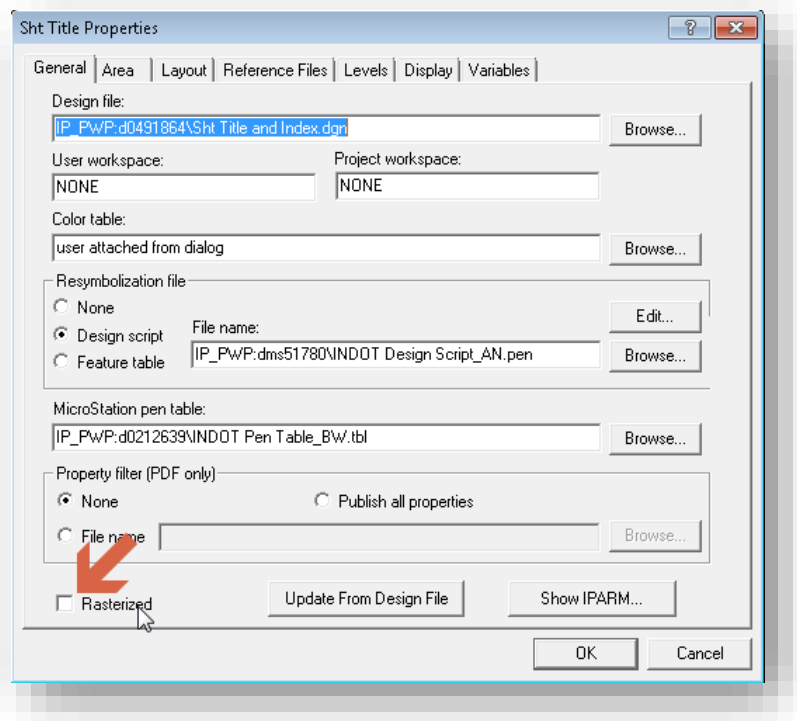 Sht Title Properties
General Area Layout Reference Files Levels Display Variables
Design file:
IP_PWP:d0491864\Sht Title and Index.dgn Browse...
User workspace: Project workspace:
NONE NONE
Color table:
user attached from dialog Browse...
Resymbolization file
None Edit...
Design script File name:
Feature table IP_PWP:dms51780\INDOT Design Script_AN.pen Browse...
MicroStation pen table:
IP_PWP:d0212639\INDOT Pen Table_BW.tbl Browse...
Property filter (PDF only)
None Publish all properties
File name Browse...
Rasterized Update From Design File Show IPARM...
OK Cancel